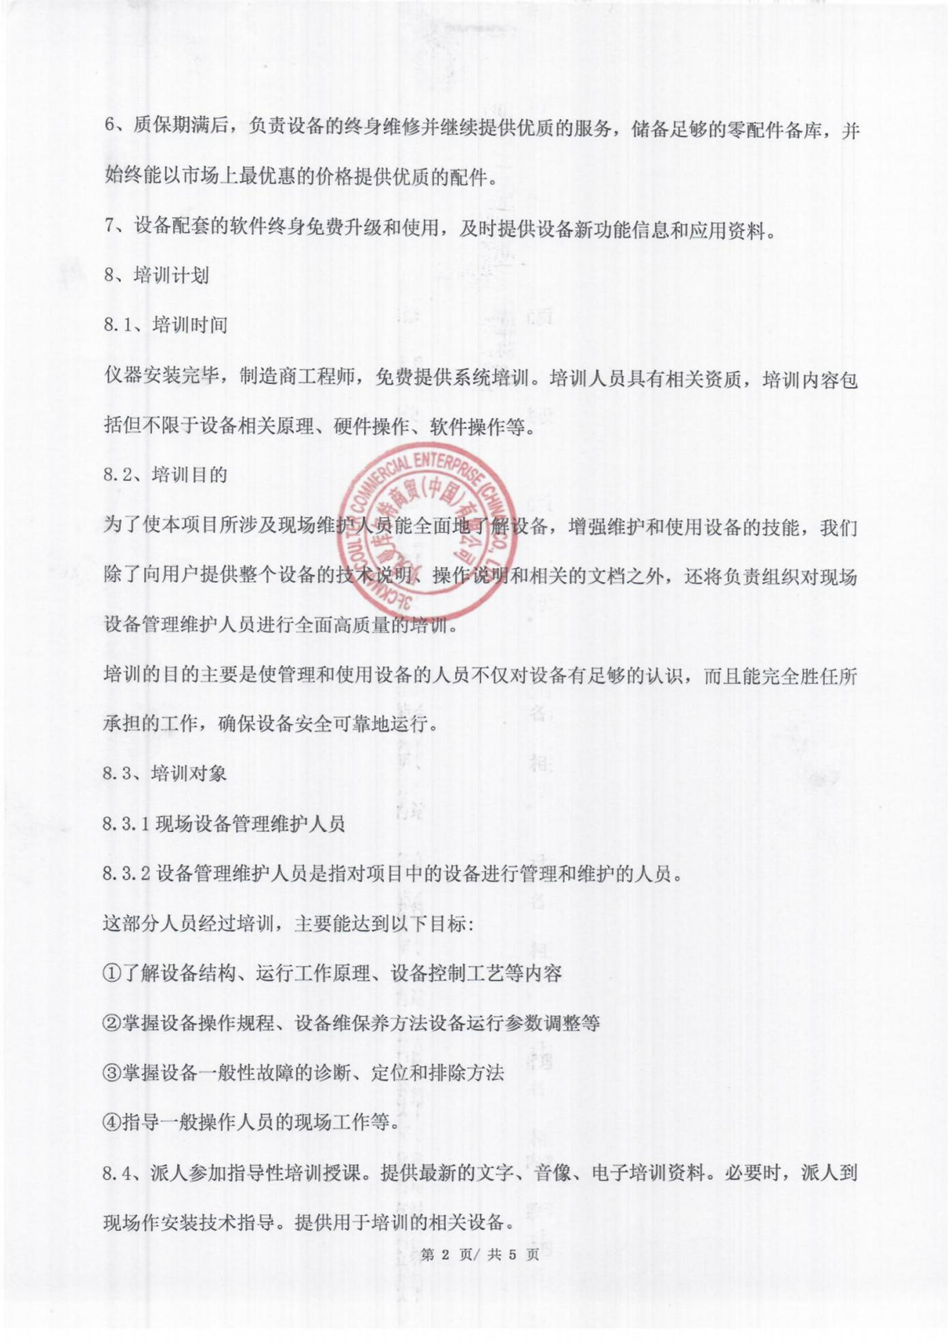 6、质保期满后，负责设备的终身维修并继续提供优质的服务，储备足够的零配件备库，并
始终能以市场上最优惠的价格提供优质的配件。
7、设备配套的软件终身免费升级和使用，及时提供设备新功能信息和应用资料。
8、培训计划
8.1、培训时间
仪器安装完毕，制造商工程师，免费提供系统培训。培训人员具有相关资质，培训内容包
括但不限于设备相关原理、硬件操作、软件操作等。
8.2、培训目的
为了使本项目所涉及现场维护人员能全面地了解设备，增强维护和使用设备的技能，我们
除了向用户提供整个设备的技术说明、操作说明和相关的文档之外，还将负责组织对现场
设备管理维护人员进行全面高质量的培训。
培训的目的主要是使管理和使用设备的人员不仅对设备有足够的认识，而且能完全胜任所
承担的工作，确保设备安全可靠地运行。
8.3、培训对象
8.3.1现场设备管理维护人员
8.3.2设备管理维护人员是指对项目中的设备进行管理和维护的人员。
这部分人员经过培训，主要能达到以下目标:
①了解设备结构、运行工作原理、设备控制工艺等内容
②掌握设备操作规程、设备维保养方法设备运行参数调整等
③掌握设备一般性故障的诊断、定位和排除方法
④指导一般操作人员的现场工作等。
8.4、派人参加指导性培训授课。提供最新的文字、音像、电子培训资料。必要时，派人到
现场作安装技术指导。提供用于培训的相关设备。
第 2 页/ 共 5 页
COULTER COMMERCIAL ENTERPRISE (CHINA) CO.,
商贸(中国)有限公司